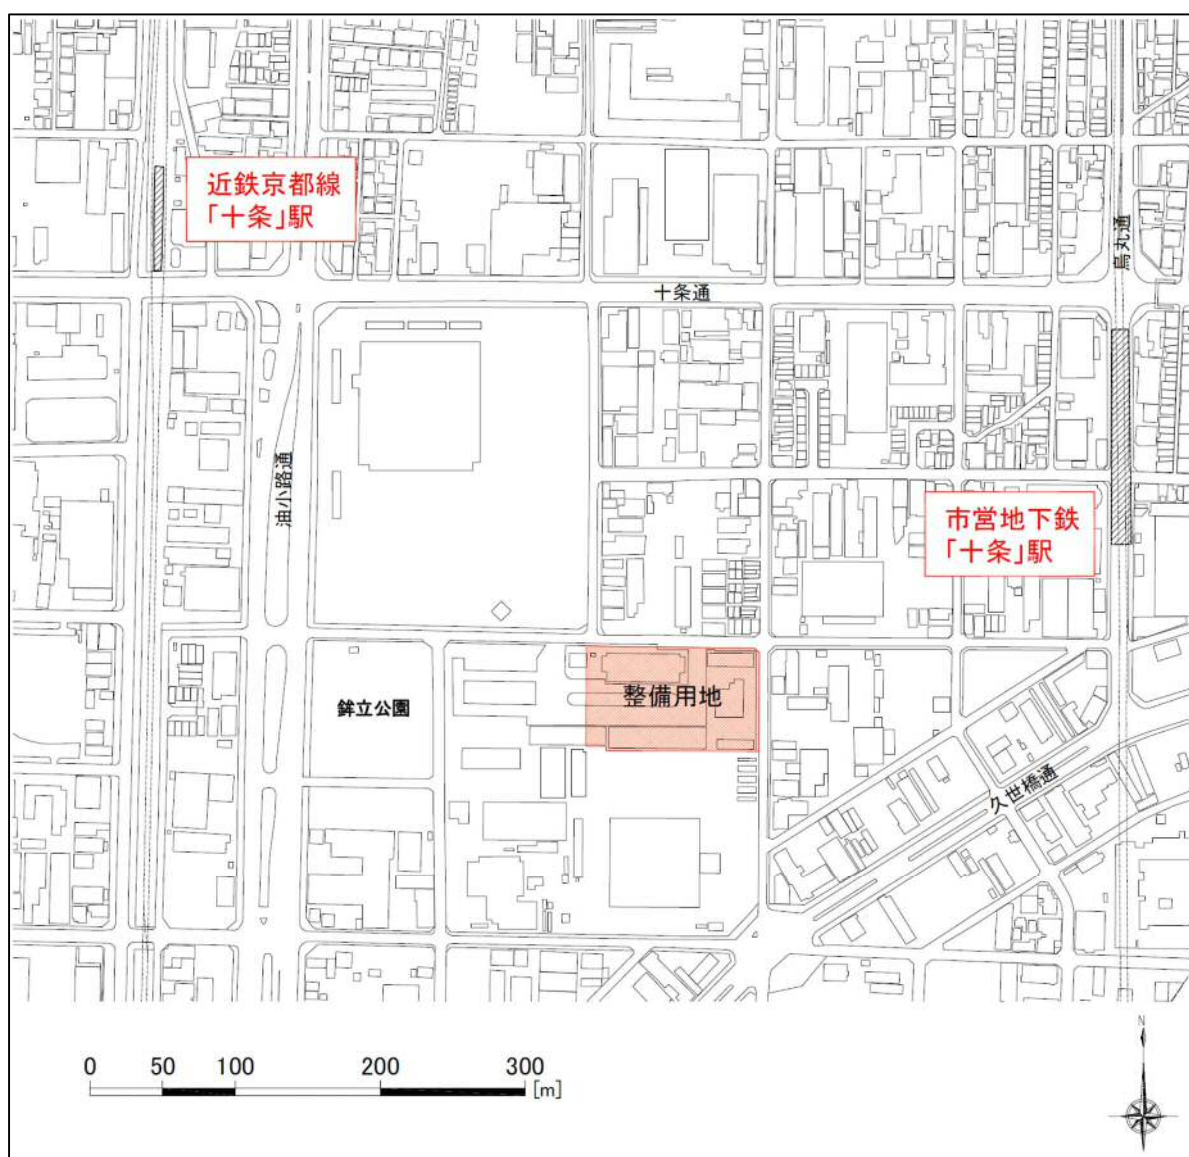 近鉄京都線
「十条」駅
烏丸通
十条通
油小路通
市営地下鉄
「十条」駅
整備用地
鉾立公園
久世橋通
N
0 50 100 200 300
[m]